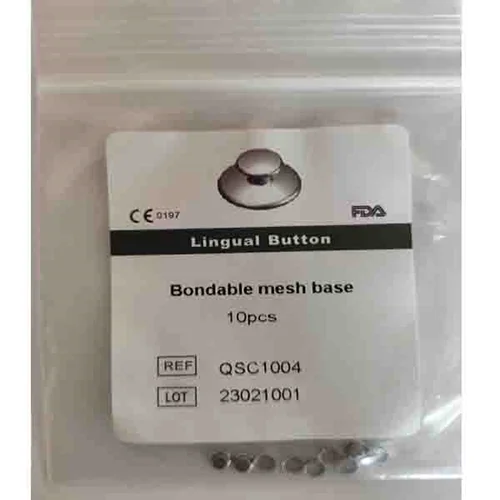 CE 0197 FDA
Lingual Button
Bondable mesh base
10pcs
REF QSC1004
LOT 23021001